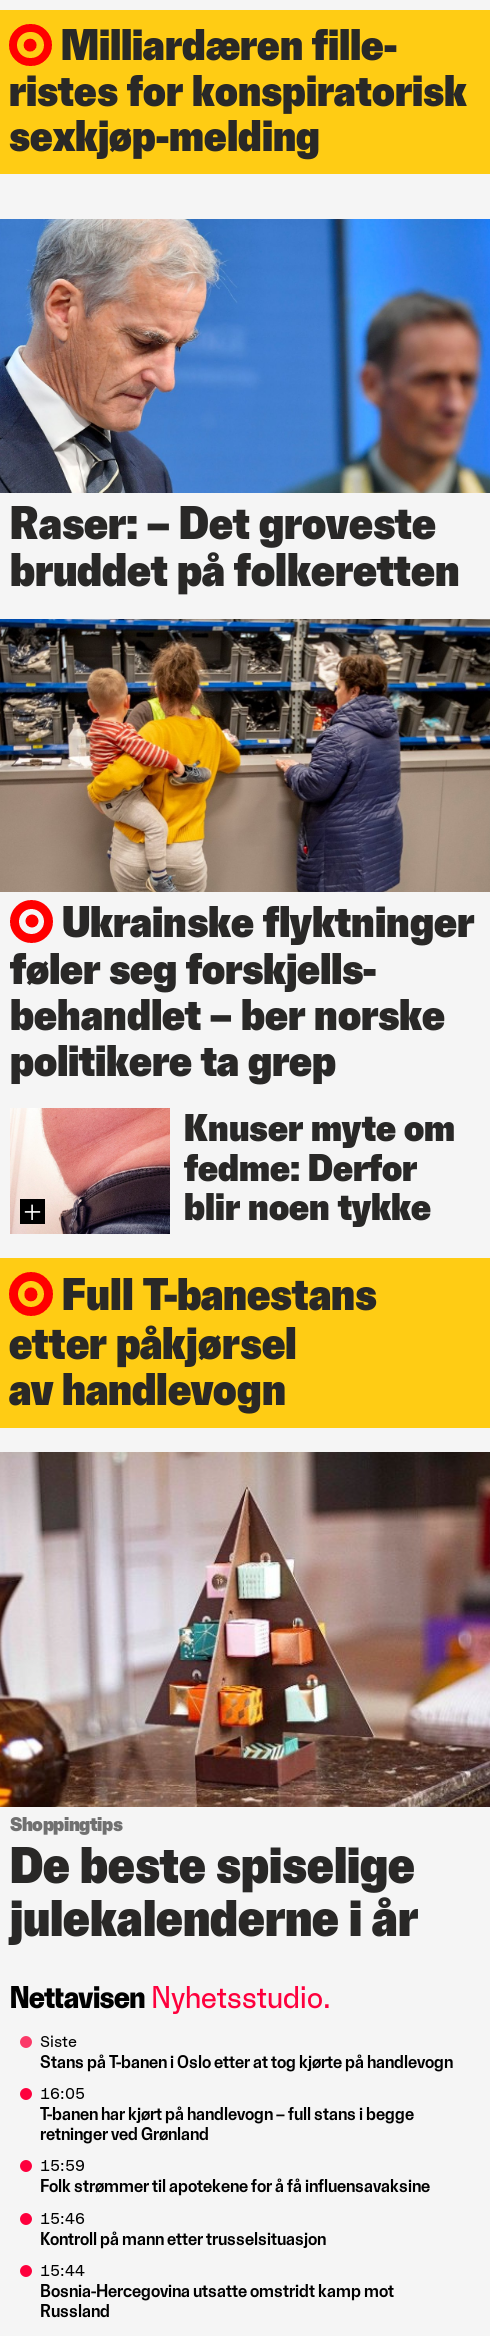 Milliardæren fille-
ristes for konspiratorisk
sexkjøp-melding
Raser: – Det groveste
bruddet på folkeretten
Ukrainske flyktninger
føler seg forskjells-
behandlet – ber norske
politikere ta grep
Knuser myte om
fedme: Derfor
blir noen tykke
Full T-banestans
etter påkjørsel
av handlevogn
Shoppingtips
De beste spiselige
julekalenderne i år
Nettavisen Nyhetsstudio.
Siste
Stans på T-banen i Oslo etter at tog kjørte på handlevogn
16:05
T-banen har kjørt på handlevogn – full stans i begge
retninger ved Grønland
15:59
Folk strømmer til apotekene for å få influensavaksine
15:46
Kontroll på mann etter trusselsituasjon
15:44
Bosnia-Hercegovina utsatte omstridt kamp mot
Russland